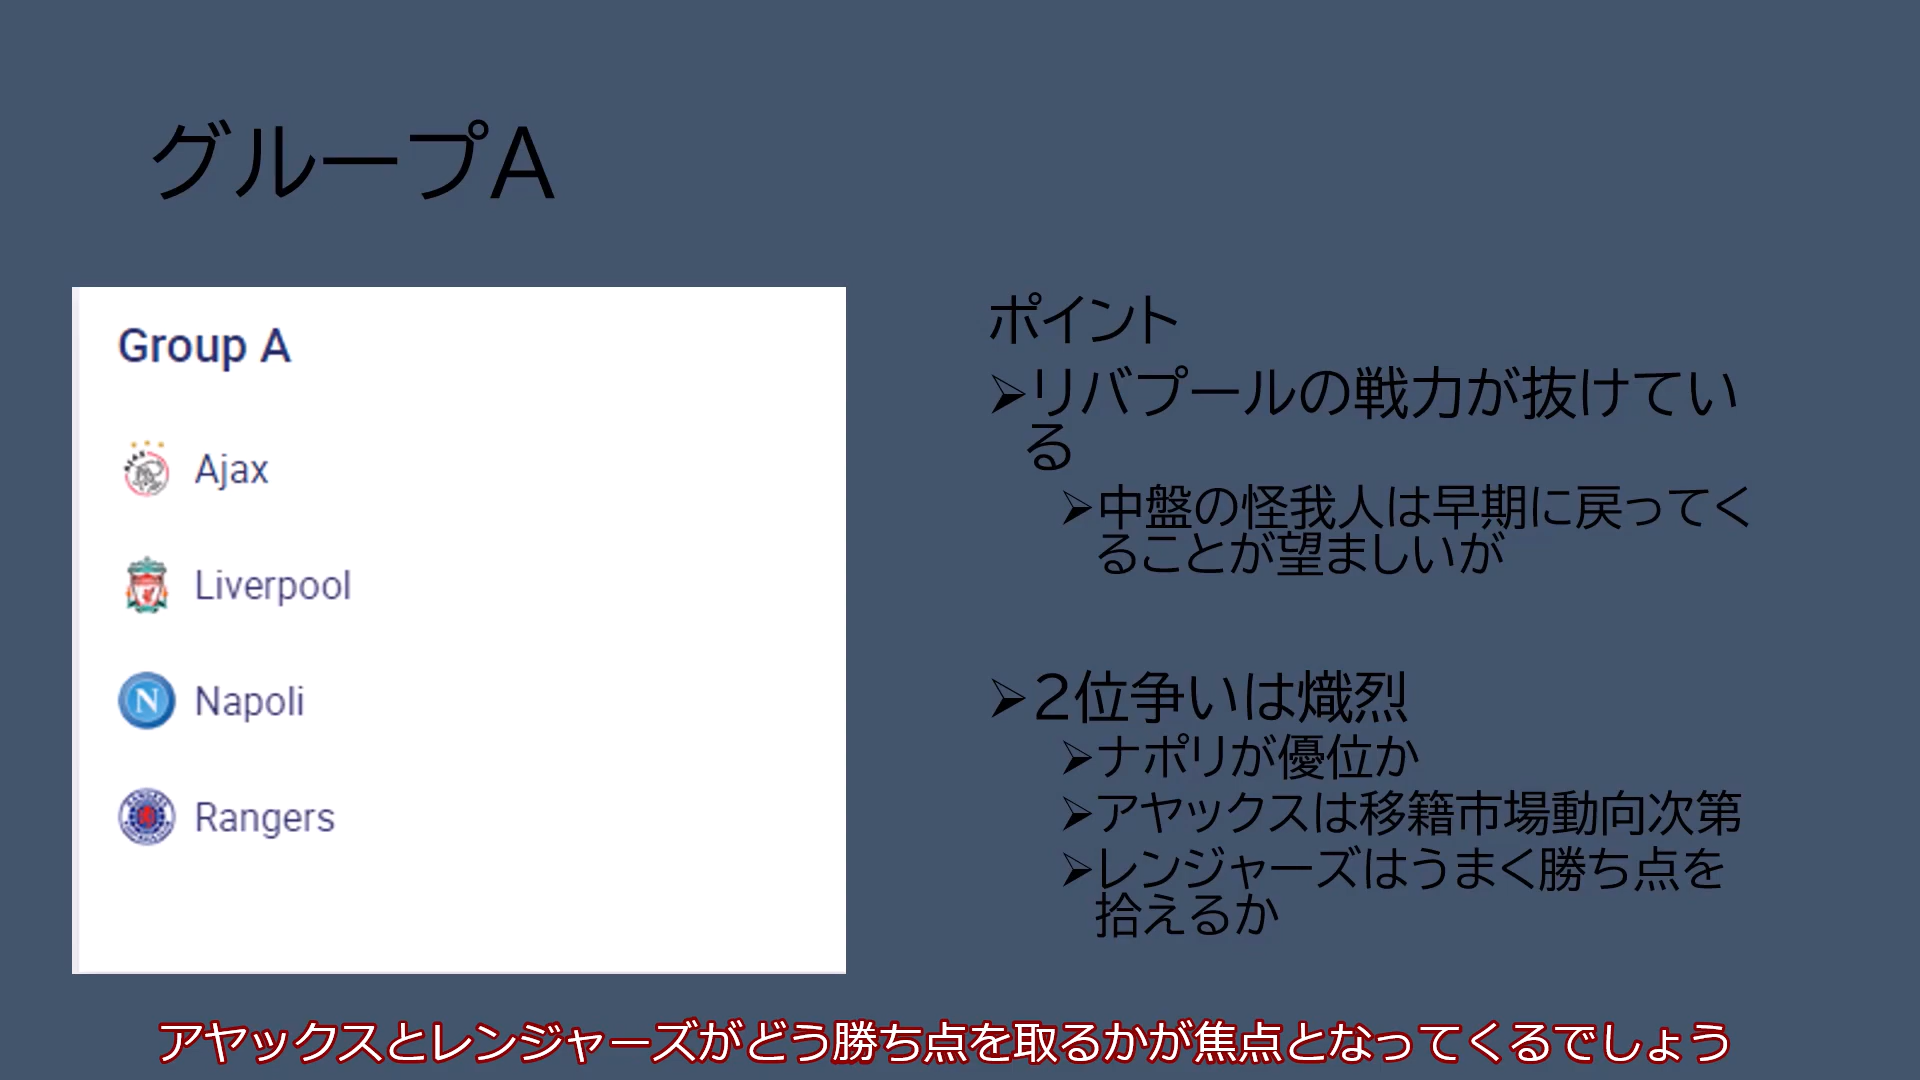 グループA
Group A
Ajax
Liverpool
N Napoli
Rangers
ポイント
➢リバプールの戦力が抜けてい
る
➢中盤の怪我人は早期に戻ってく
ることが望ましいが
➢2位争いは熾烈
➢ナポリが優位か
➢アヤックスは移籍市場動向次第
➢レンジャーズはうまく勝ち点を
拾えるか
アヤックスとレンジャーズがどう勝ち点を取るかが焦点となってくるでしょう